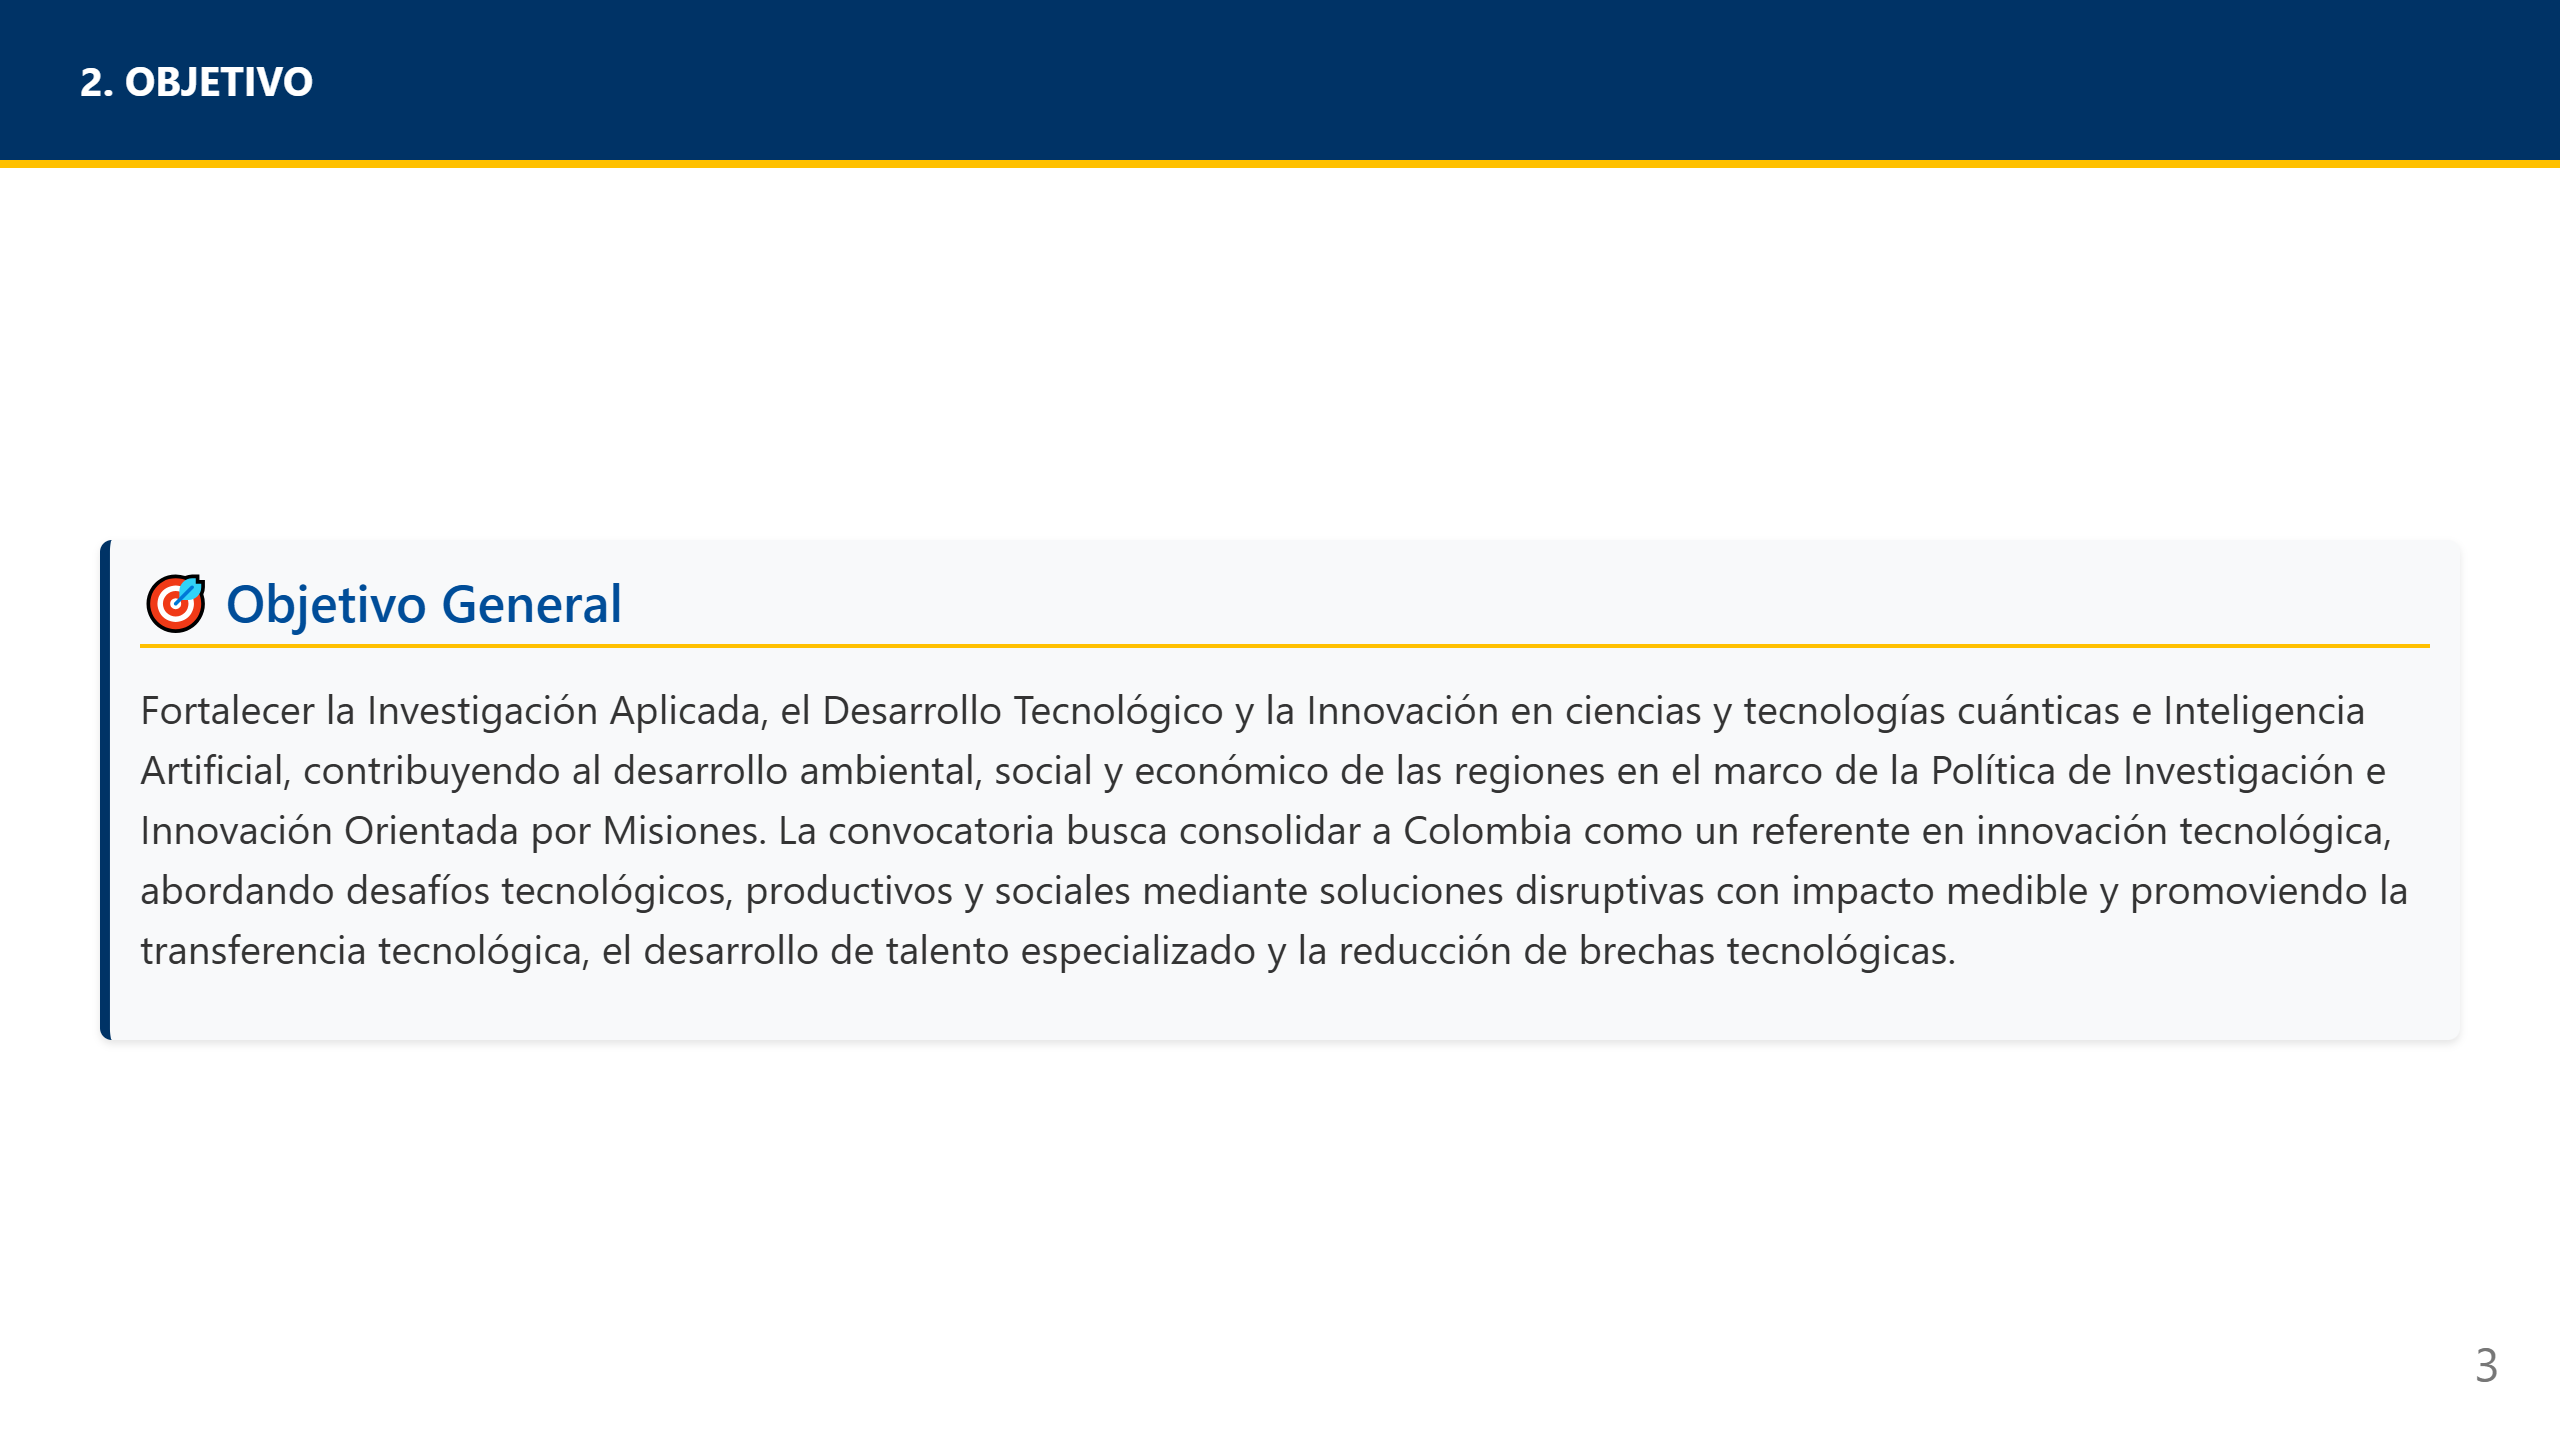 2. OBJETIVO
🎯 Objetivo General
Fortalecer la Investigación Aplicada, el Desarrollo Tecnológico y la Innovación en ciencias y tecnologías cuánticas e Inteligencia
Artificial, contribuyendo al desarrollo ambiental, social y económico de las regiones en el marco de la Política de Investigación e
Innovación Orientada por Misiones. La convocatoria busca consolidar a Colombia como un referente en innovación tecnológica,
abordando desafíos tecnológicos, productivos y sociales mediante soluciones disruptivas con impacto medible y promoviendo la
transferencia tecnológica, el desarrollo de talento especializado y la reducción de brechas tecnológicas.
3